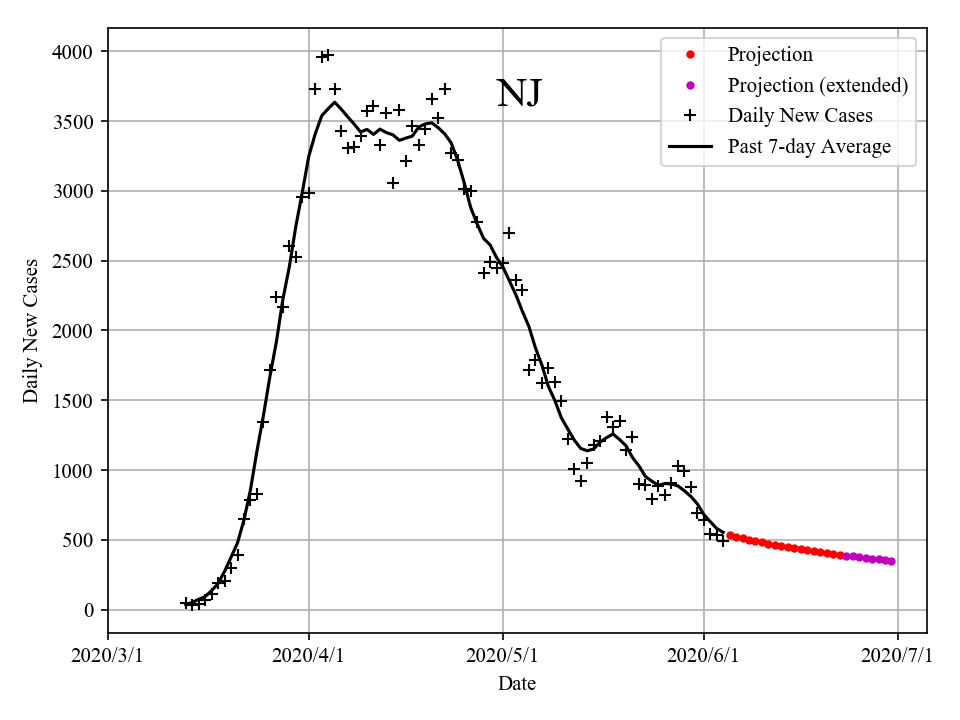 NJ
Projection
Projection (extended)
Daily New Cases
Past 7-day Average
4000
3500
3000
2500
2000
1500
1000
500
0
Daily New Cases
2020/3/1 2020/4/1 2020/5/1 2020/6/1 2020/7/1
Date